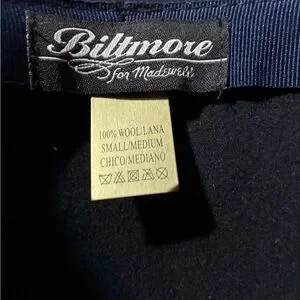 Biltmore
for Madewell
100% WOOL/LANA
SMALL/MEDIUM
CHICO/MEDIANO